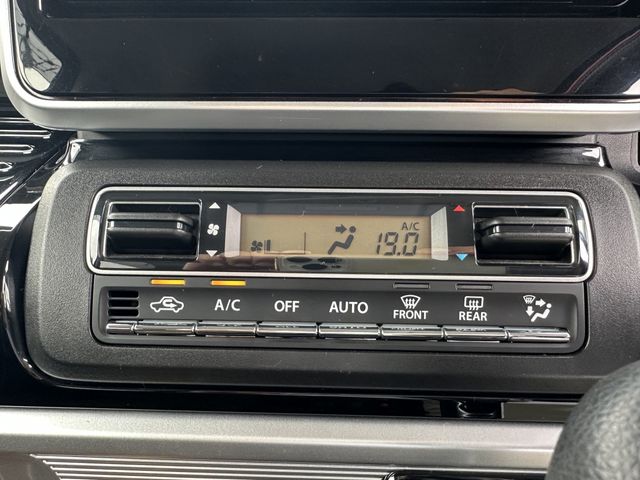 A/C
19.0
A/C OFF AUTO FRONT REAR